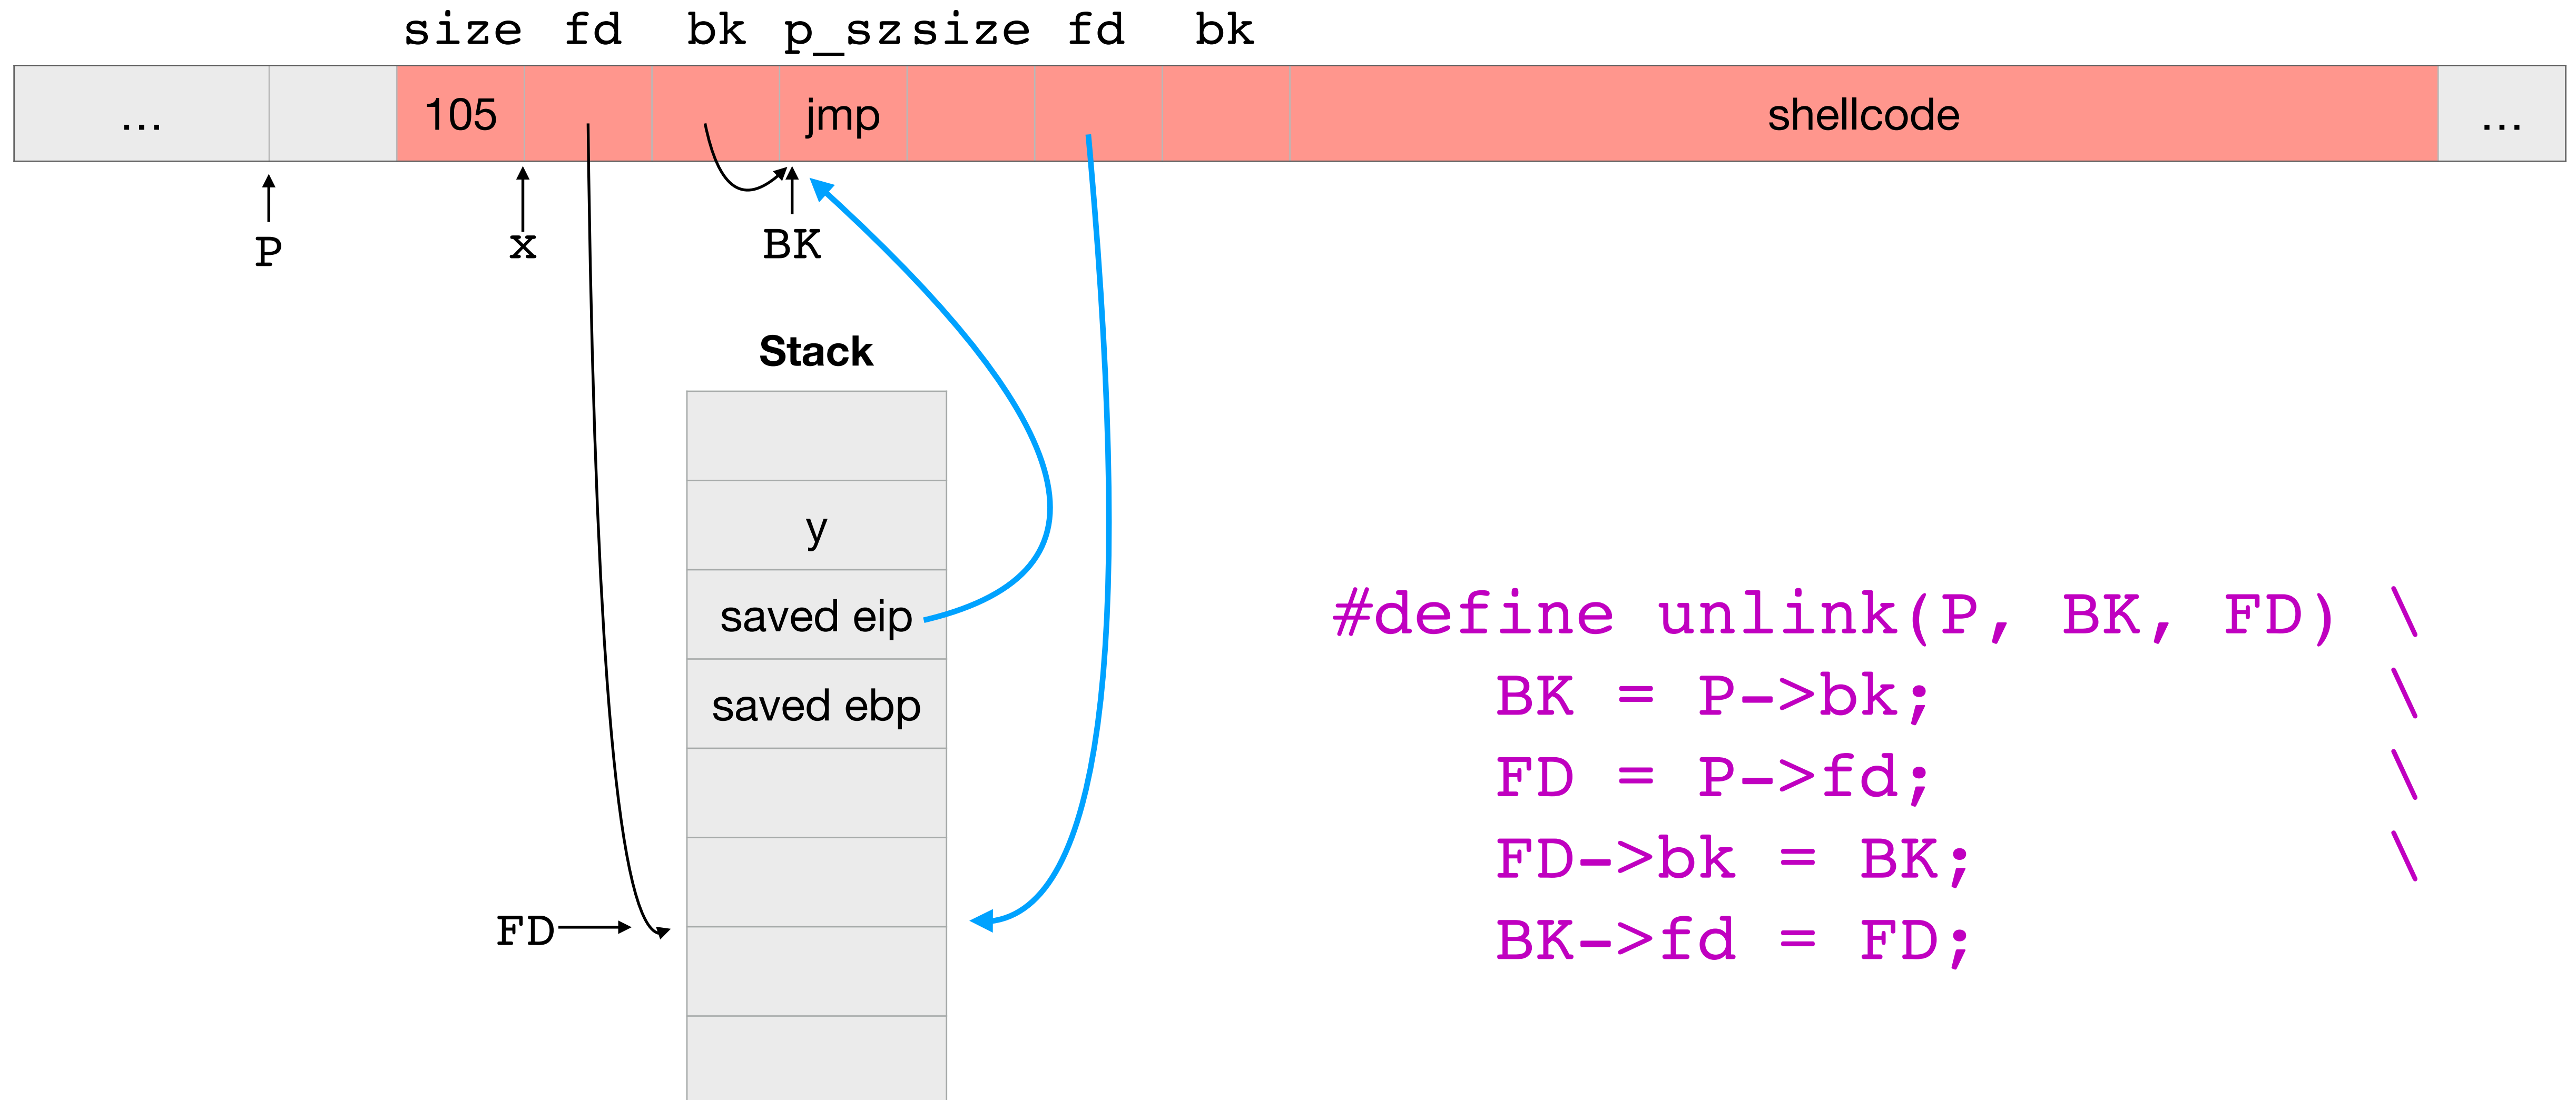 size fd bk p_sz size fd bk
... 105 jmp shellcode ...
P x BK
Stack
y
saved eip
saved ebp
FD
#define unlink(P, BK, FD) \
BK = P->bk; \
FD = P->fd; \
FD->bk = BK; \
BK->fd = FD;